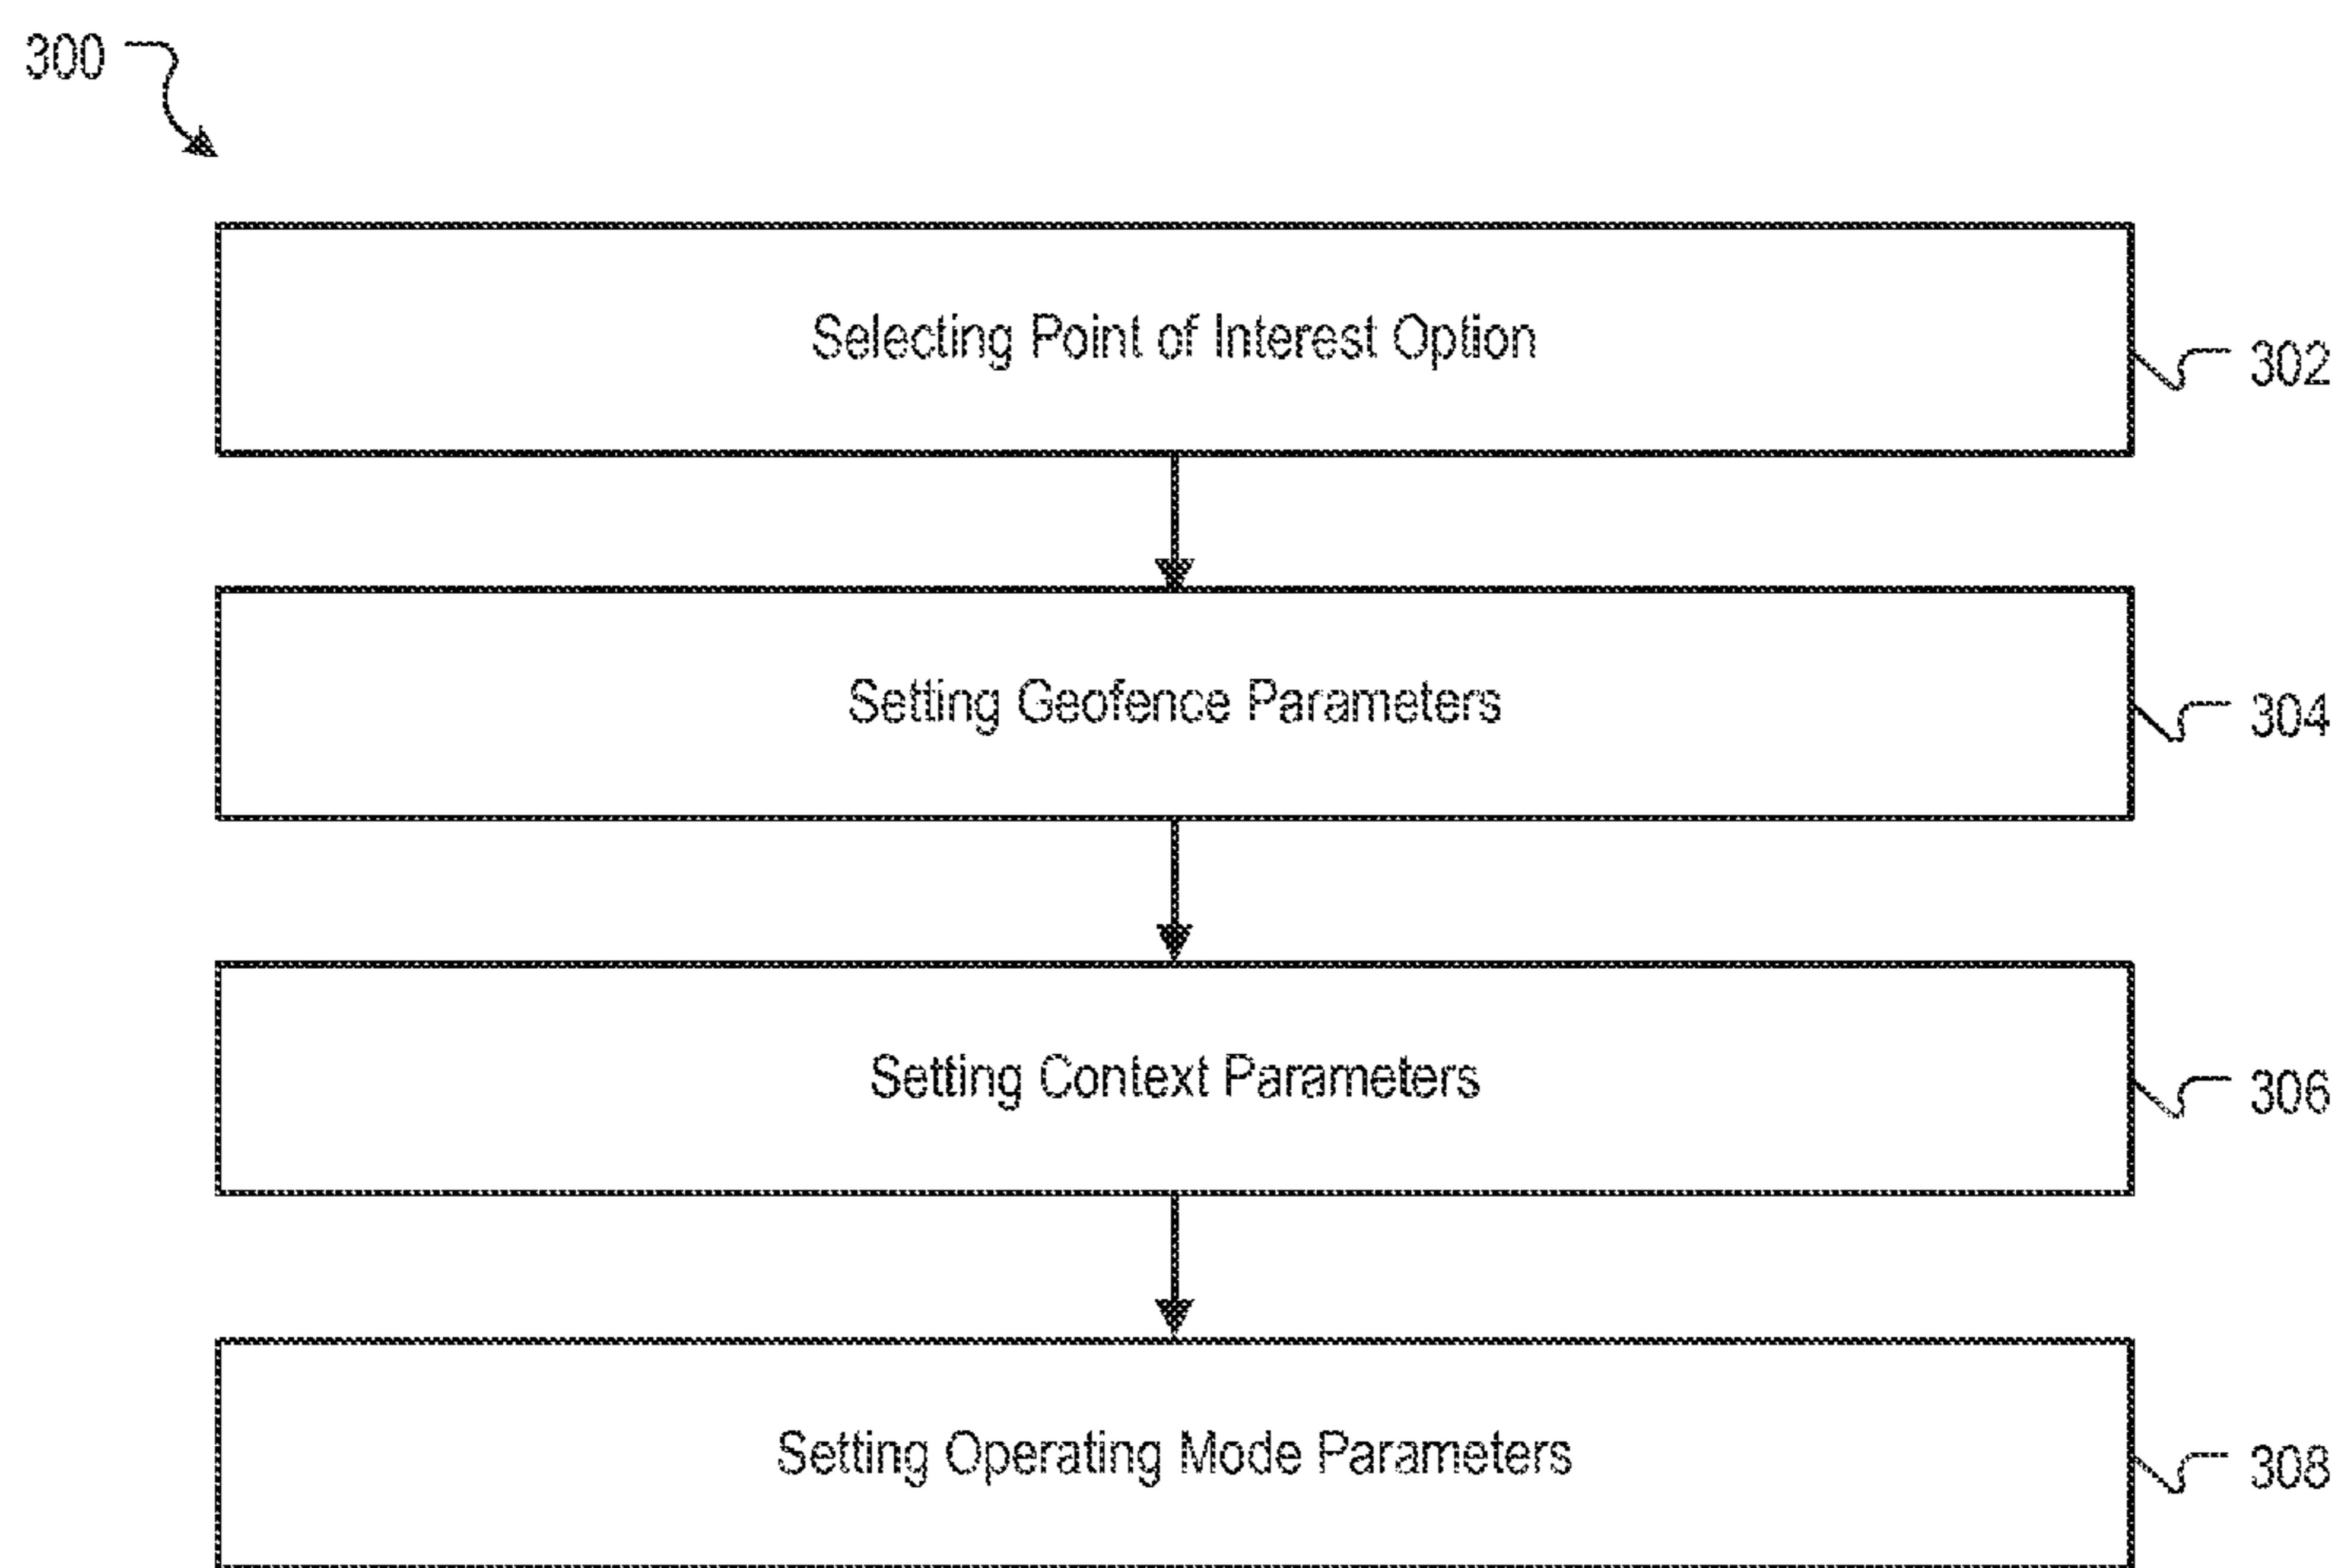 300
Selecting Point of Interest Option
302
Setting Geofence Parameters
304
Setting Context Parameters
306
Setting Operating Mode Parameters
308